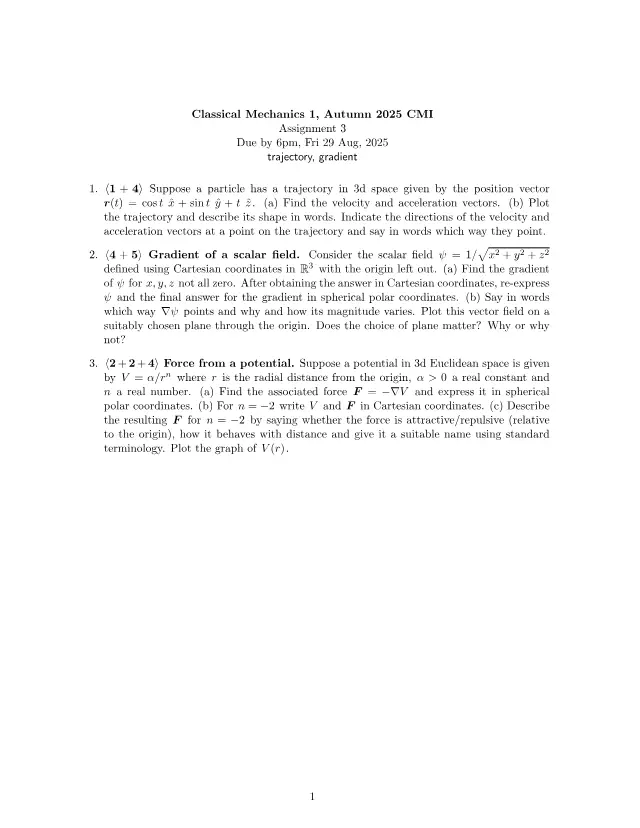 Classical Mechanics 1, Autumn 2025 CMI
Assignment 3
Due by 6pm, Fri 29 Aug, 2025
trajectory, gradient
1. ⟨1 + 4⟩ Suppose a particle has a trajectory in 3d space given by the position vector
r(t) = cos t x̂ + sin t ŷ + t ẑ. (a) Find the velocity and acceleration vectors. (b) Plot
the trajectory and describe its shape in words. Indicate the directions of the velocity and
acceleration vectors at a point on the trajectory and say in words which way they point.
2. ⟨4 + 5⟩ Gradient of a scalar field. Consider the scalar field ψ = 1/√(x² + y² + z²)
defined using Cartesian coordinates in ℝ³ with the origin left out. (a) Find the gradient
of ψ for x, y, z not all zero. After obtaining the answer in Cartesian coordinates, re-express
ψ and the final answer for the gradient in spherical polar coordinates. (b) Say in words
which way ∇ψ points and why and how its magnitude varies. Plot this vector field on a
suitably chosen plane through the origin. Does the choice of plane matter? Why or why
not?
3. ⟨2 + 2 + 4⟩ Force from a potential. Suppose a potential in 3d Euclidean space is given
by V = α/rⁿ where r is the radial distance from the origin, α > 0 a real constant and
n a real number. (a) Find the associated force F = −∇V and express it in spherical
polar coordinates. (b) For n = −2 write V and F in Cartesian coordinates. (c) Describe
the resulting F for n = −2 by saying whether the force is attractive/repulsive (relative
to the origin), how it behaves with distance and give it a suitable name using standard
terminology. Plot the graph of V(r).
1